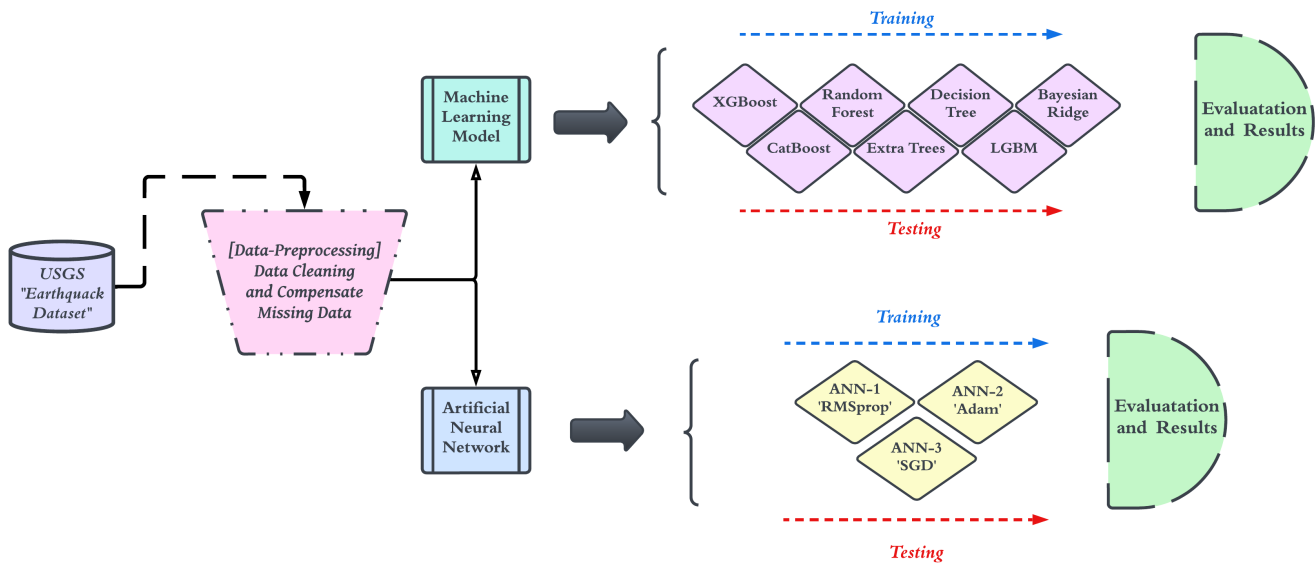 USGS
"Earthquack
Dataset"
[Data-Preprocessing]
Data Cleaning
and Compensate
Missing Data
Machine
Learning
Model
Training
XGBoost
Random
Forest
Decision
Tree
Bayesian
Ridge
CatBoost
Extra Trees
LGBM
Testing
Evaluatation
and Results
Artificial
Neural
Network
Training
ANN-1
'RMSprop'
ANN-2
'Adam'
ANN-3
'SGD'
Testing
Evaluatation
and Results